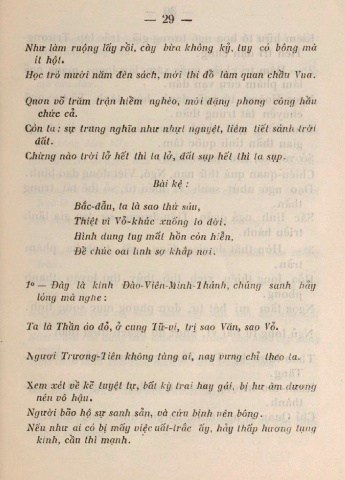 — 29 —
Như làm ruộng lấy rồi, cày bừa không kỹ, tuy có bông mà
ít hột.
Học trò mười năm đèn sách, mới thi đỗ làm quan chầu Vua.
Quan võ trăm trận hiểm nghèo, mới dạng phong công hầu
chức cả.
Còn ta: sự trung nghĩa như nhựt nguyệt, liêm tiết sánh trời
đất.
Chừng nào trời lở hết thì ta lở, đất sụp hết thì ta sụp.
Bài kệ :
Bắc-đẩu, ta là sao thứ sáu,
Thiệt vì Võ-khúc xuống lo đời.
Hình dung tuy mất hồn còn hiển,
Đề chúc oai linh sợ khắp nơi.
1º — Đây là kinh Đào-Viên-Minh-Thánh, chúng sanh hãy
lóng mà nghe :
Ta là Thần áo đỏ, ở cung Tử-vi, trị sao Văn, sao Võ.
Người Trương-Tiên không tùng ai, nay vưng chỉ theo ta.
Xem xét về kẻ tuyệt tự, bất kỳ trai hay gái, bị hư âm dương
nên vô hậu.
Người bảo hộ sự sanh sản, và cứu bịnh nên bông.
Nếu như ai có bị mấy việc uất-trắc ấy, hãy thấp hương tụng
kinh, cần thì mạnh.